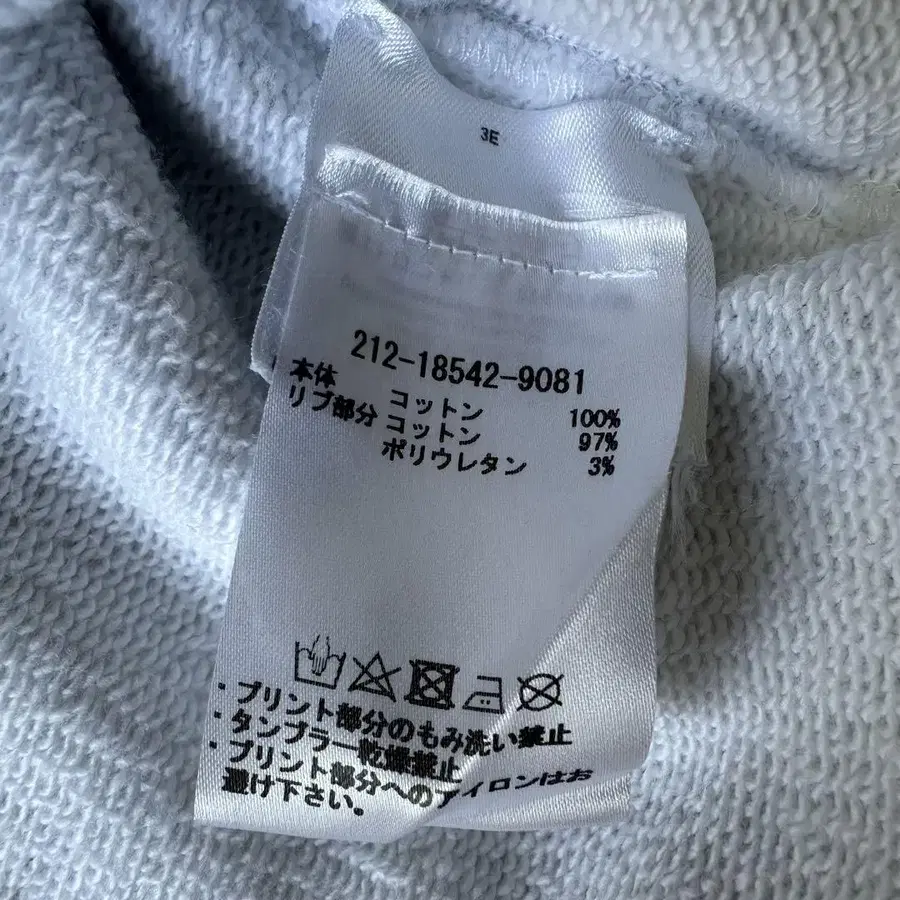 3E
212-18542-9081
本体 コットン 100%
リブ部分 コットン 97%
ポリウレタン 3%
・プリント部分のもみ洗い禁止
・タンブラー乾燥禁止
・プリント部分へのアイロンはお
避け下さい。